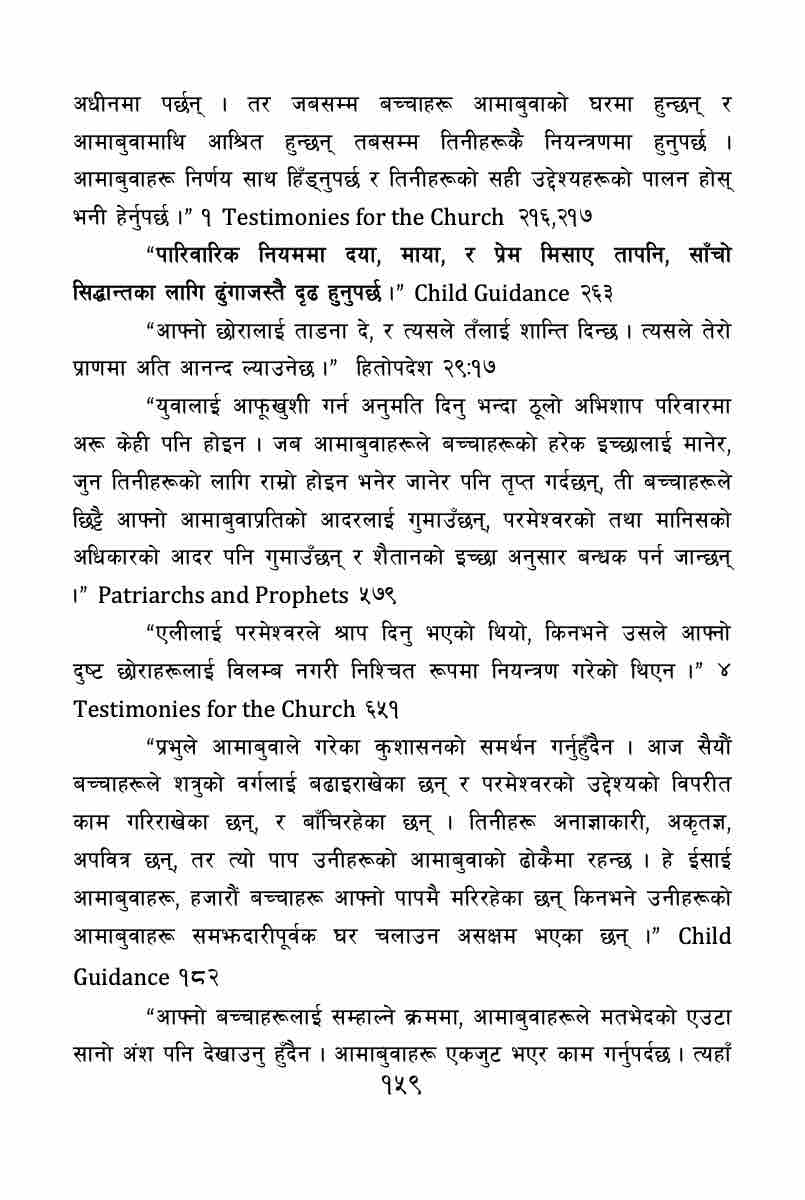 अधीनमा पर्छन् । तर जबसम्म बच्चाहरू आमाबुवाको घरमा हुन्छन् र
आमाबुवामाथि आश्रित हुन्छन् तबसम्म तिनीहरूकै नियन्त्रणमा हुनुपर्छ ।
आमाबुवाहरू निर्णय साथ हिँड्नुपर्छ र तिनीहरूको सही उद्देश्यहरूको पालन होस्
भनी हेर्नुपर्छ ।” १ Testimonies for the Church २१६,२१७
“पारिवारिक नियममा दया, माया, र प्रेम मिसाए तापनि, साँचो
सिद्धान्तका लागि ढुंगाजस्तै दृढ हुनुपर्छ ।” Child Guidance २६३
“आफ्नो छोरालाई ताडना दे, र त्यसले तँलाई शान्ति दिन्छ । त्यसले तेरो
प्राणमा अति आनन्द ल्याउनेछ ।” हितोपदेश २९:१७
“युवालाई आफूखुशी गर्न अनुमति दिनु भन्दा ठूलो अभिशाप परिवारमा
अरू केही पनि होइन । जब आमाबुवाहरूले बच्चाहरूको हरेक इच्छालाई मानेर,
जुन तिनीहरूको लागि राम्रो होइन भनेर जानेर पनि तृप्त गर्दछन्, ती बच्चाहरूले
छिट्टै आफ्नो आमाबुवाप्रतिको आदरलाई गुमाउँछन्, परमेश्वरको तथा मानिसको
अधिकारको आदर पनि गुमाउँछन् र शैतानको इच्छा अनुसार बन्धक पर्न जान्छन्
।” Patriarchs and Prophets ५७९
“एलीलाई परमेश्वरले श्राप दिनु भएको थियो, किनभने उसले आफ्नो
दुष्ट छोराहरूलाई विलम्ब नगरी निश्चित रूपमा नियन्त्रण गरेको थिएन ।” ४
Testimonies for the Church ६५१
“प्रभुले आमाबुवाले गरेका कुशासनको समर्थन गर्नुहुँदैन । आज सैयौं
बच्चाहरूले शत्रुको वर्गलाई बढाइराखेका छन् र परमेश्वरको उद्देश्यको विपरीत
काम गरिराखेका छन्, र बाँचिरहेका छन् । तिनीहरू अनाज्ञाकारी, अकृतज्ञ,
अपवित्र छन्, तर त्यो पाप उनीहरूको आमाबुवाको ढोकैमा रहन्छ । हे ईसाई
आमाबुवाहरू, हजारौं बच्चाहरू आफ्नो पापमै मरिरहेका छन् किनभने उनीहरूको
आमाबुवाहरू समझदारीपूर्वक घर चलाउन असक्षम भएका छन् ।” Child
Guidance १८२
“आफ्नो बच्चाहरूलाई सम्हाल्ने क्रममा, आमाबुवाहरूले मतभेदको एउटा
सानो अंश पनि देखाउनु हुँदैन । आमाबुवाहरू एकजुट भएर काम गर्नुपर्दछ । त्यहाँ
१५९